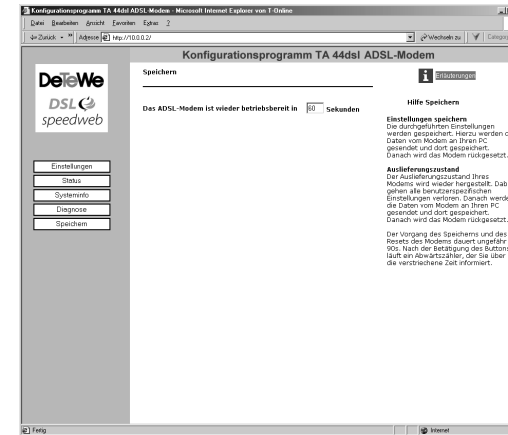 Konfigurationsprogramm TA 44dsl ADSL-Modem - Microsoft Internet Explorer von T-Online
Datei Bearbeiten Ansicht Favoriten Extras ?
Zurück Adresse http://10.0.0.2/ Wechseln zu
Konfigurationsprogramm TA 44dsl ADSL-Modem
DeTeWe
DSL
speedweb
Einstellungen
Status
Systeminfo
Diagnose
Speichern
Speichern
Das ADSL-Modem ist wieder betriebsbereit in 60 Sekunden
i Erläuterungen
Hilfe Speichern
Einstellungen speichern
Die durchgeführten Einstellungen
werden gespeichert. Hierzu werden
Daten vom Modem an Ihren PC
gesendet und dort gespeichert.
Danach wird das Modem rückgesetzt.
Auslieferungszustand
Der Auslieferungszustand Ihres
Modems wird wieder hergestellt. Dab
gehen alle benutzerspezifischen
Einstellungen verloren. Danach werde
die Daten vom Modem an Ihren PC
gesendet und dort gespeichert.
Danach wird das Modem rückgesetzt.
Der Vorgang des Speicherns und des
Resets des Modems dauert ungefähr
90s. Nach der Betätigung des Buttons
läuft ein Abwärtszähler, der Sie über
die verstriechene Zeit informiert.
Fertig
Internet